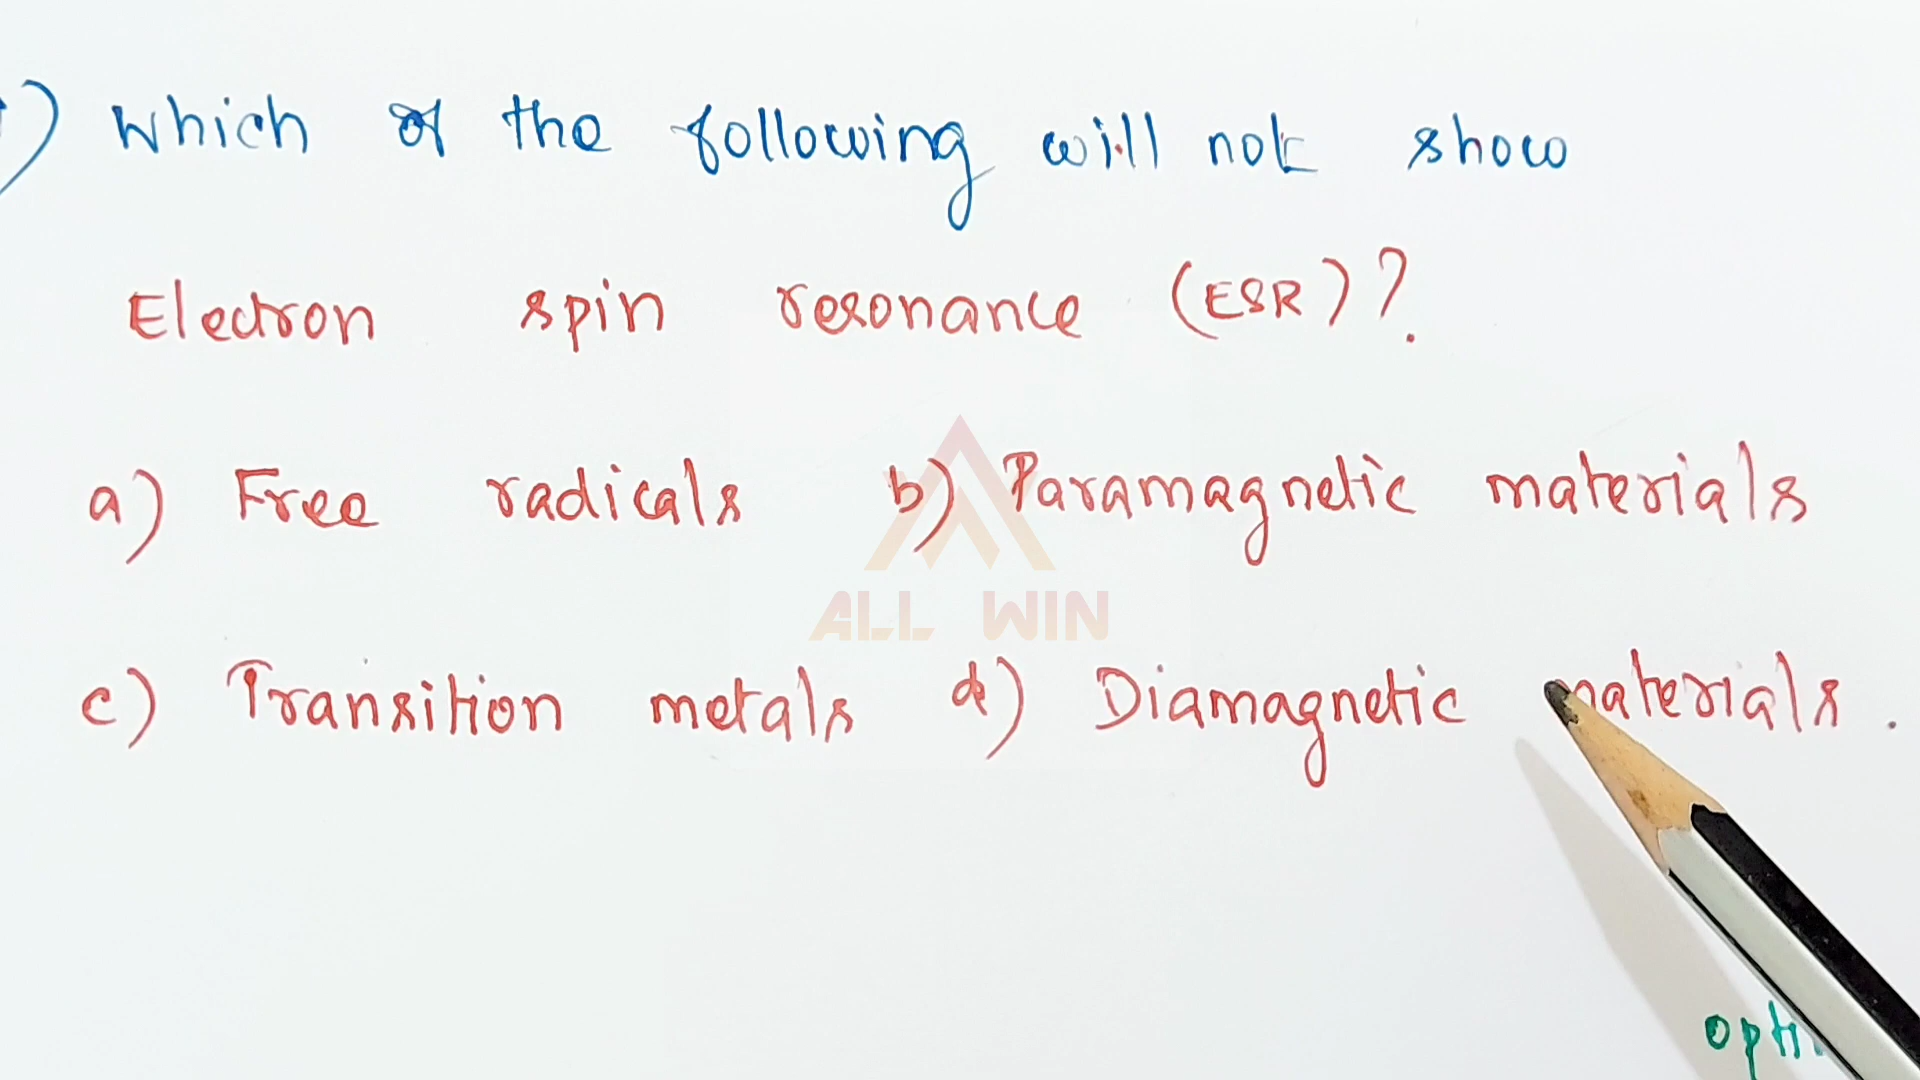 ) Which of the following will not show
Electron spin resonance (ESR)?
a) Free radicals b) Paramagnetic materials
ALL WIN
c) Transition metals d) Diamagnetic materials.